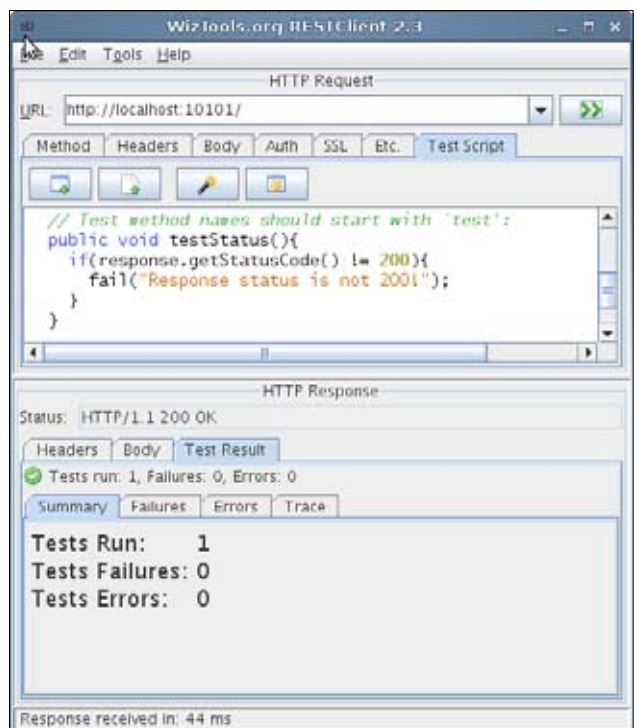 WizTools.org RESTClient 2.3
File Edit Tools Help
HTTP Request
URL: http://localhost:10101/
Method Headers Body Auth SSL Etc. Test Script
// Test method names should start with 'test':
public void testStatus(){
if(response.getStatusCode() != 200){
fail("Response status is not 200!");
}
}
HTTP Response
Status: HTTP/1.1 200 OK
Headers Body Test Result
Tests run: 1, Failures: 0, Errors: 0
Summary Failures Errors Trace
Tests Run: 1
Tests Failures: 0
Tests Errors: 0
Response received in: 44 ms